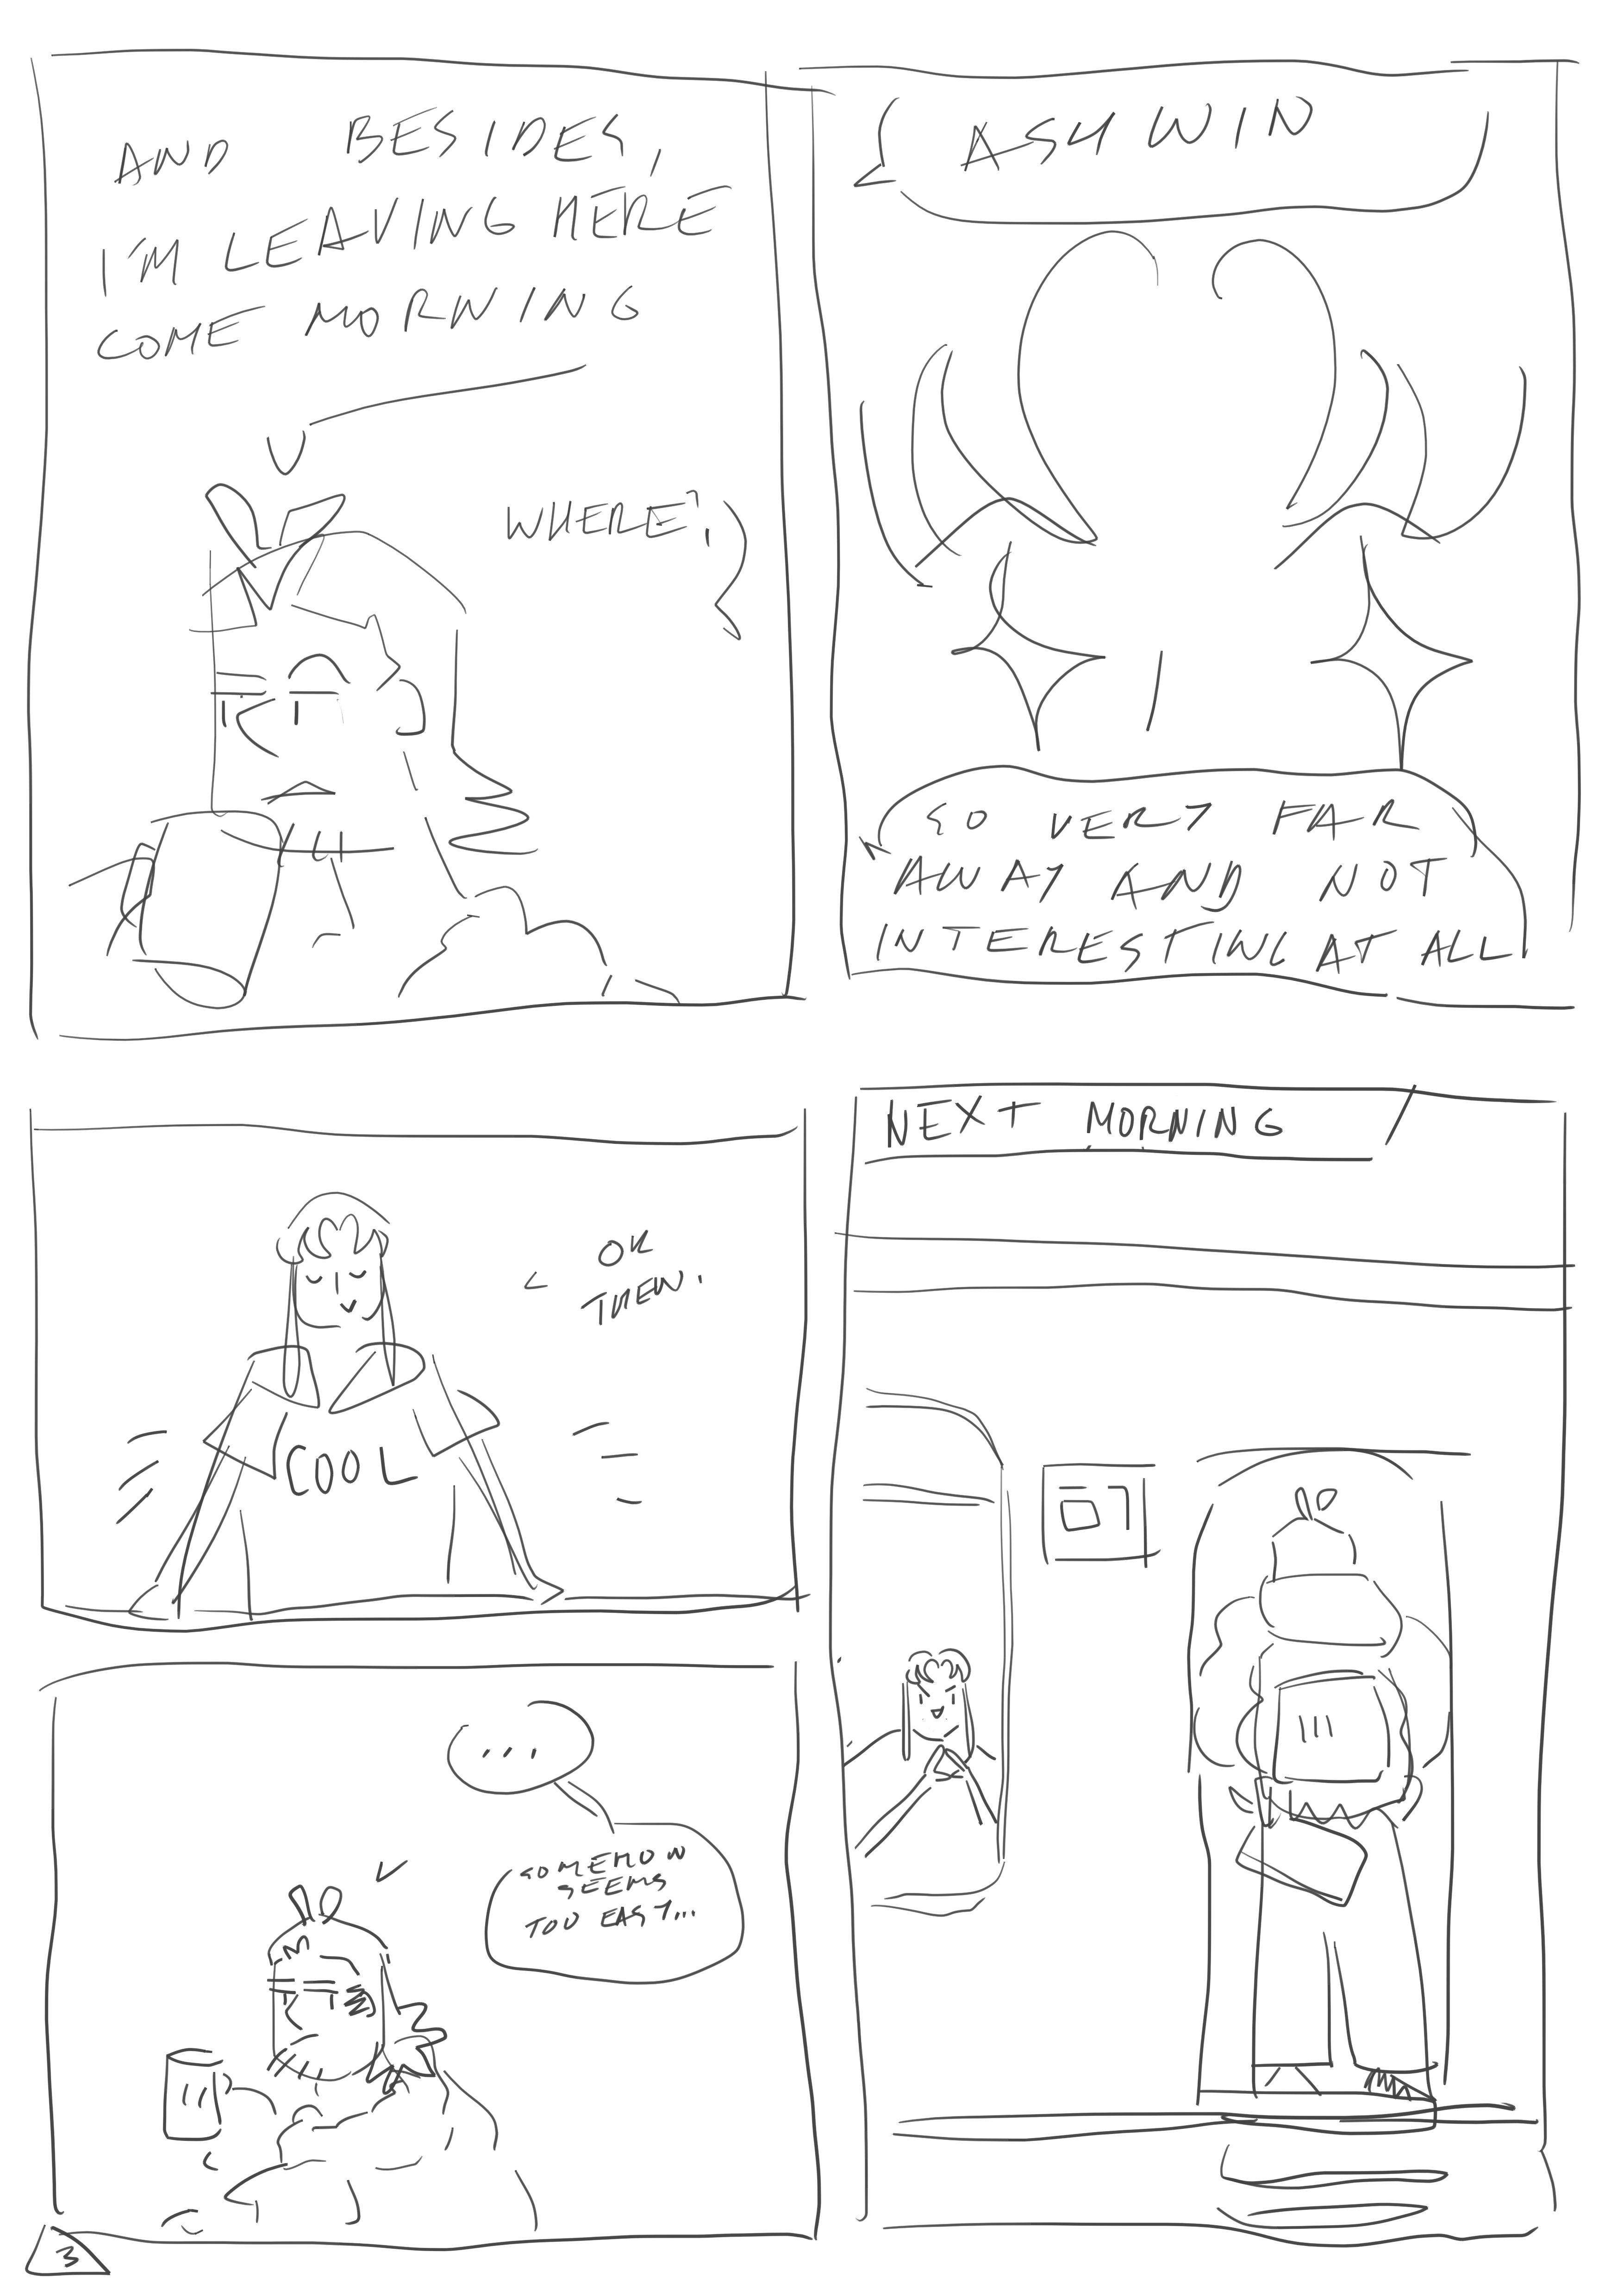 AND BESIDES,
I'M LEAVING HERE
COME MORNING
WHERE?
ASHWIN
SO VERY FAR
AWAY AND NOT
INTERESTING AT ALL
OK
THEN.
COOL
...
SOMEHOW
SEEMS
TOO EASY...
NEXT MORNING
3